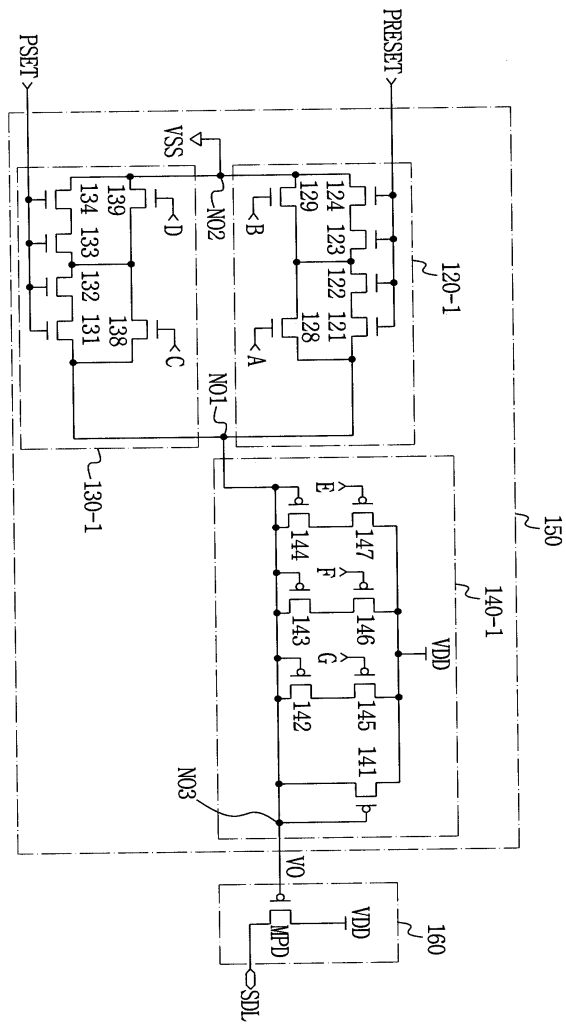 PRESET
PSET
150
120-1
124
123
122
121
129
128
B
A
VSS
NO2
139
138
D
C
134
133
132
131
130-1
NO1
140-1
VDD
E
147
F
146
G
145
141
144
143
142
NO3
VO
160
VDD
MPD
SDL